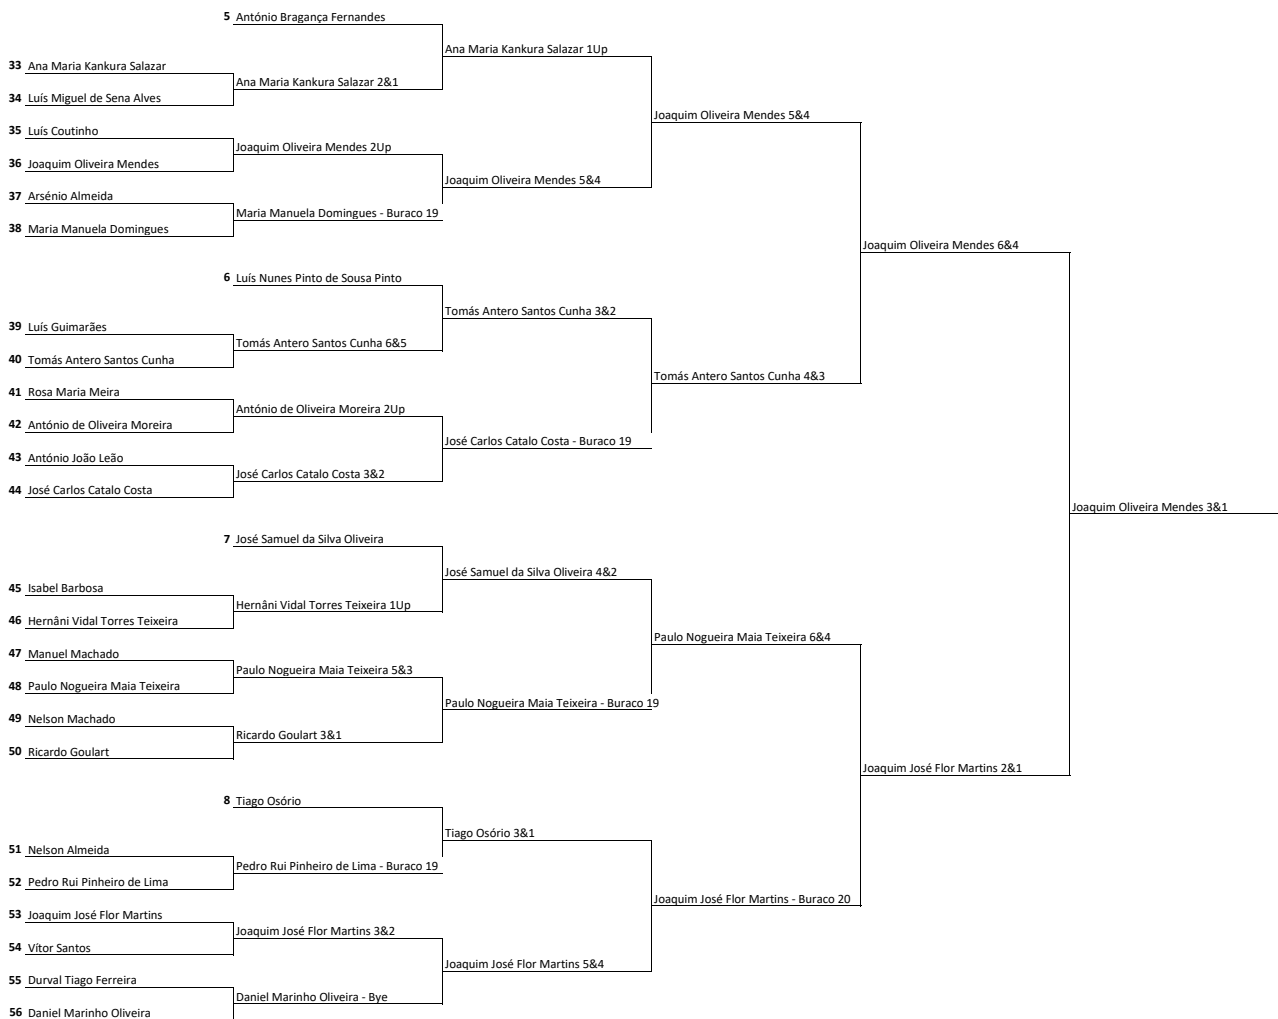 5 António Bragança Fernandes
Ana Maria Kankura Salazar 1Up
33 Ana Maria Kankura Salazar
Ana Maria Kankura Salazar 2&1
34 Luís Miguel de Sena Alves
Joaquim Oliveira Mendes 5&4
35 Luís Coutinho
Joaquim Oliveira Mendes 2Up
36 Joaquim Oliveira Mendes
Joaquim Oliveira Mendes 5&4
37 Arsénio Almeida
Maria Manuela Domingues - Buraco 19
38 Maria Manuela Domingues
Joaquim Oliveira Mendes 6&4
6 Luís Nunes Pinto de Sousa Pinto
Tomás Antero Santos Cunha 3&2
39 Luís Guimarães
Tomás Antero Santos Cunha 6&5
40 Tomás Antero Santos Cunha
Tomás Antero Santos Cunha 4&3
41 Rosa Maria Meira
António de Oliveira Moreira 2Up
42 António de Oliveira Moreira
José Carlos Catalo Costa - Buraco 19
43 António João Leão
José Carlos Catalo Costa 3&2
44 José Carlos Catalo Costa
Joaquim Oliveira Mendes 3&1
7 José Samuel da Silva Oliveira
José Samuel da Silva Oliveira 4&2
45 Isabel Barbosa
Hernâni Vidal Torres Teixeira 1Up
46 Hernâni Vidal Torres Teixeira
Paulo Nogueira Maia Teixeira 6&4
47 Manuel Machado
Paulo Nogueira Maia Teixeira 5&3
48 Paulo Nogueira Maia Teixeira
Paulo Nogueira Maia Teixeira - Buraco 19
49 Nelson Machado
Ricardo Goulart 3&1
50 Ricardo Goulart
Joaquim José Flor Martins 2&1
8 Tiago Osório
Tiago Osório 3&1
51 Nelson Almeida
Pedro Rui Pinheiro de Lima - Buraco 19
52 Pedro Rui Pinheiro de Lima
Joaquim José Flor Martins - Buraco 20
53 Joaquim José Flor Martins
Joaquim José Flor Martins 3&2
54 Vítor Santos
Joaquim José Flor Martins 5&4
55 Durval Tiago Ferreira
Daniel Marinho Oliveira - Bye
56 Daniel Marinho Oliveira